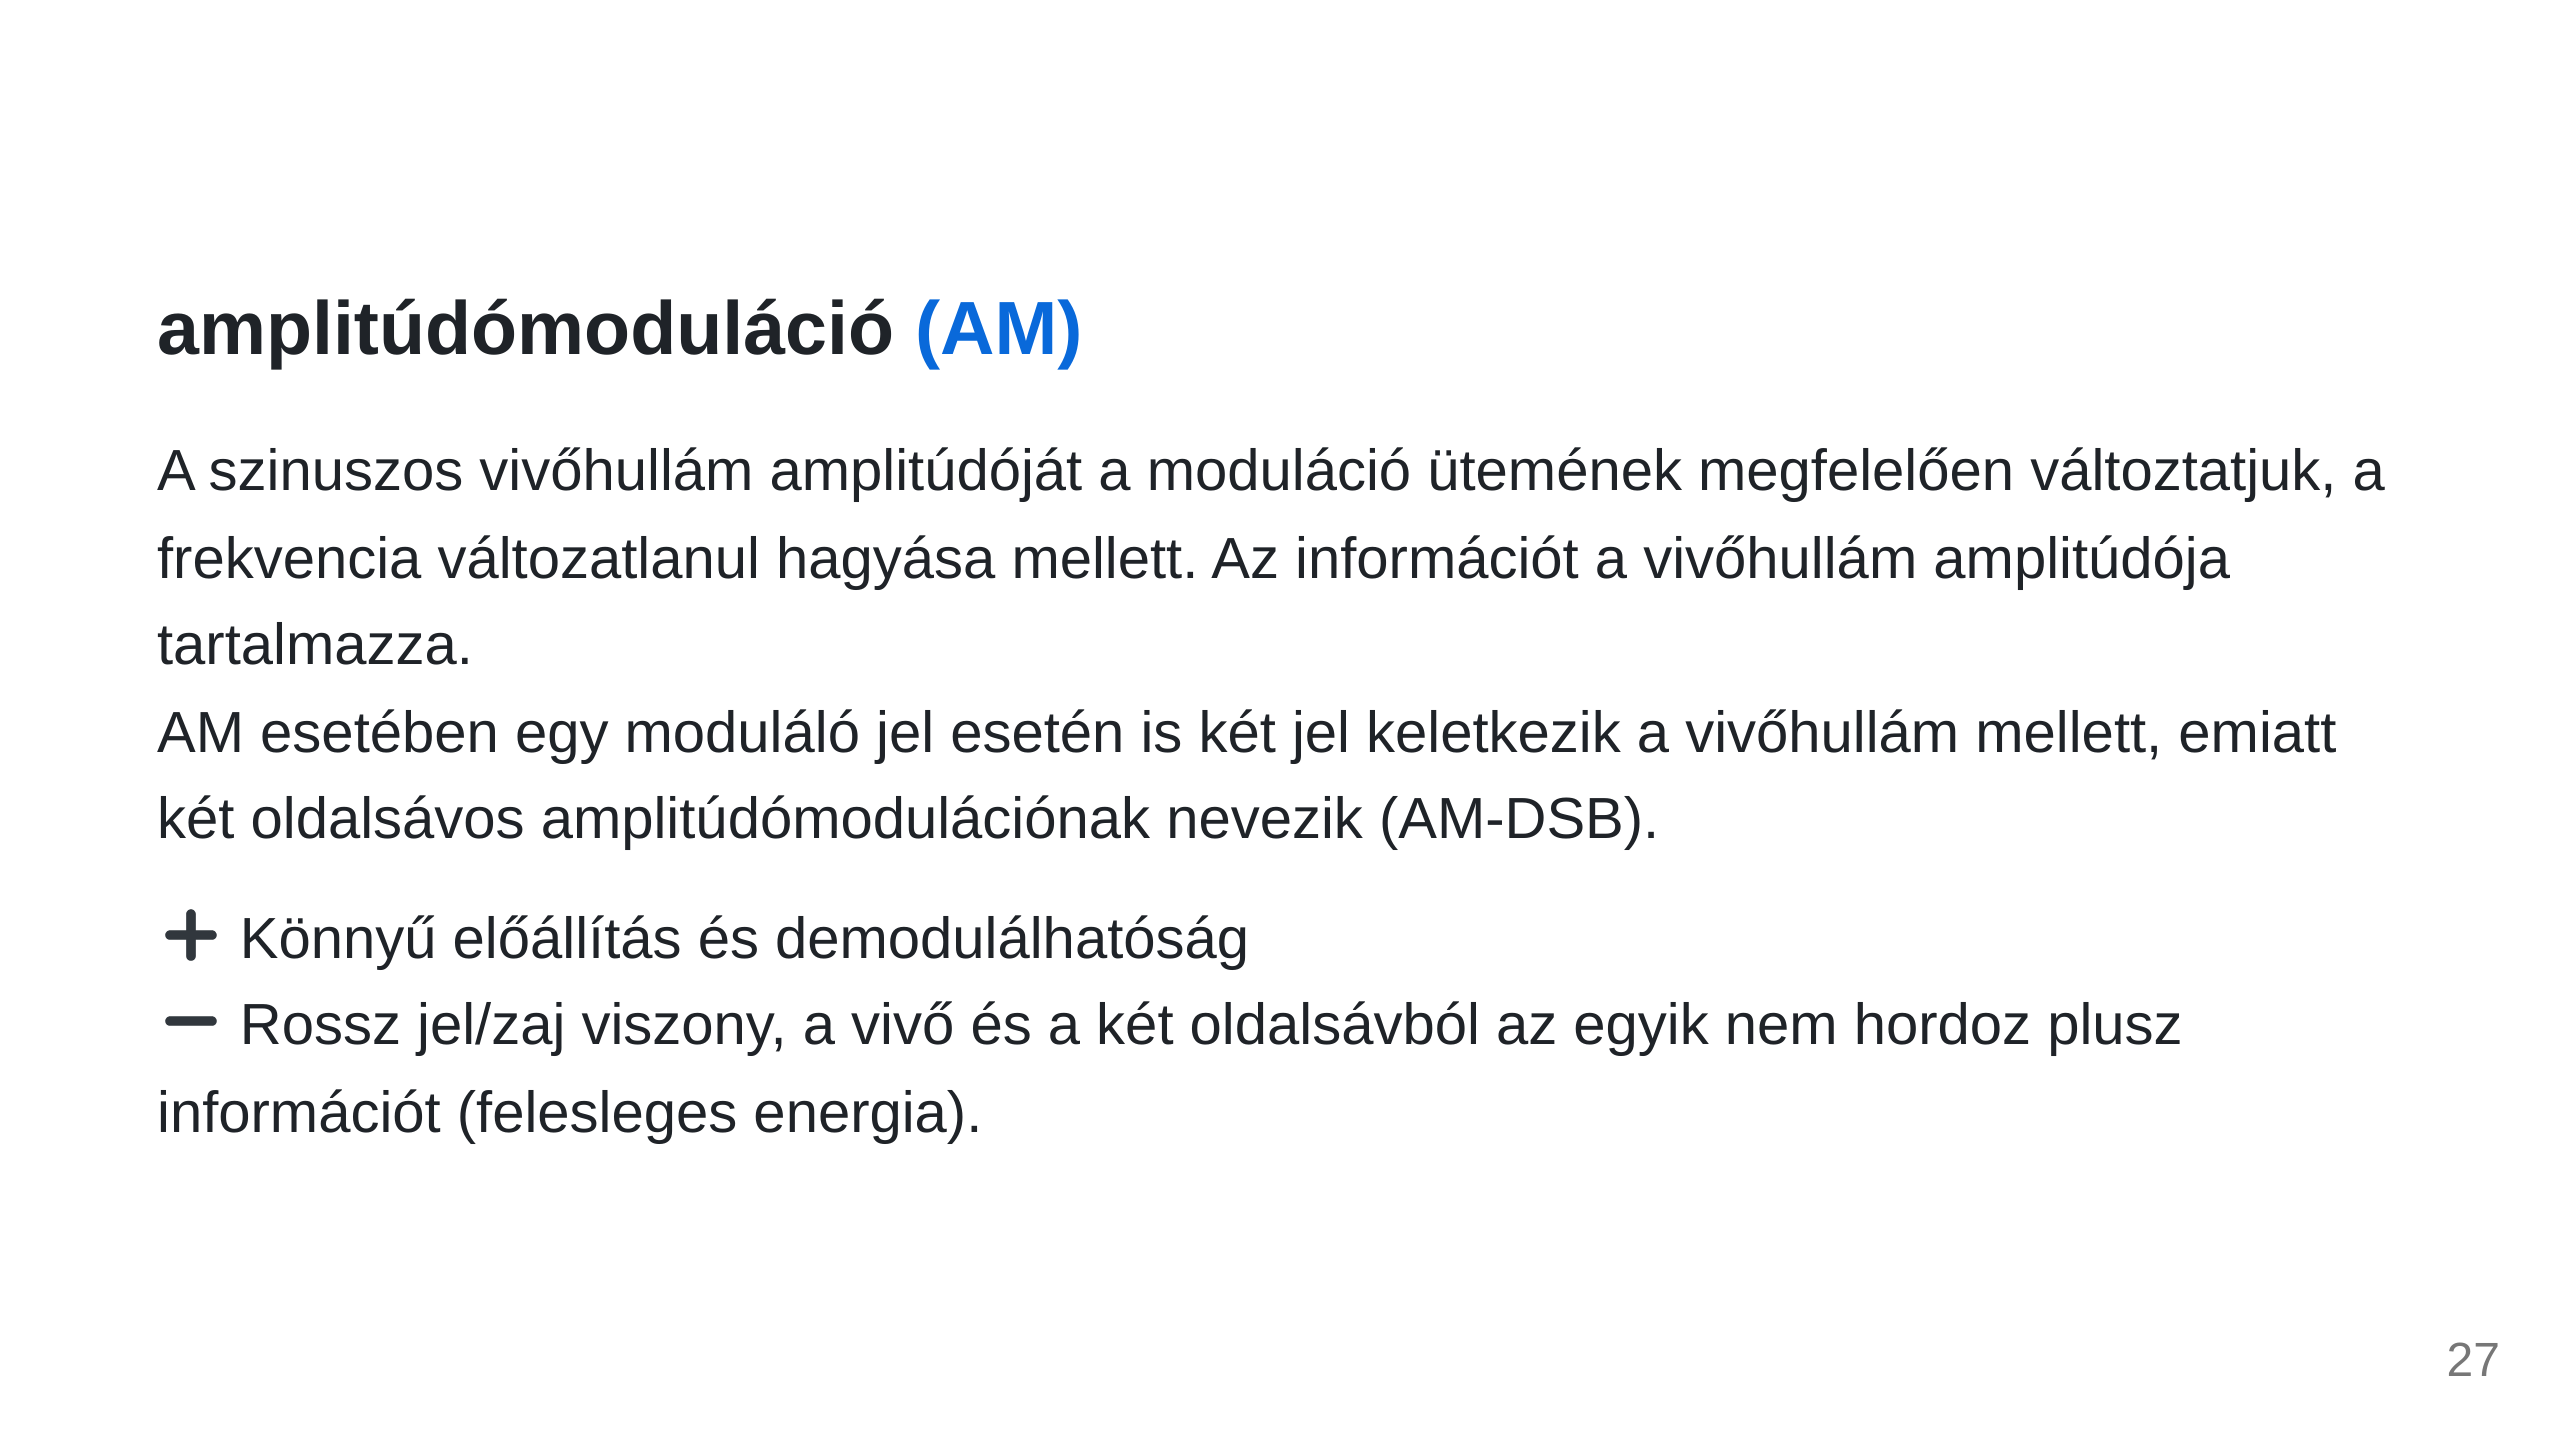 amplitúdómoduláció (AM)
A szinuszos vivőhullám amplitúdóját a moduláció ütemének megfelelően változtatjuk, a
frekvencia változatlanul hagyása mellett. Az információt a vivőhullám amplitúdója
tartalmazza.
AM esetében egy moduláló jel esetén is két jel keletkezik a vivőhullám mellett, emiatt
két oldalsávos amplitúdómodulációnak nevezik (AM-DSB).
➕ Könnyű előállítás és demodulálhatóság
➖ Rossz jel/zaj viszony, a vivő és a két oldalsávból az egyik nem hordoz plusz
információt (felesleges energia).
27